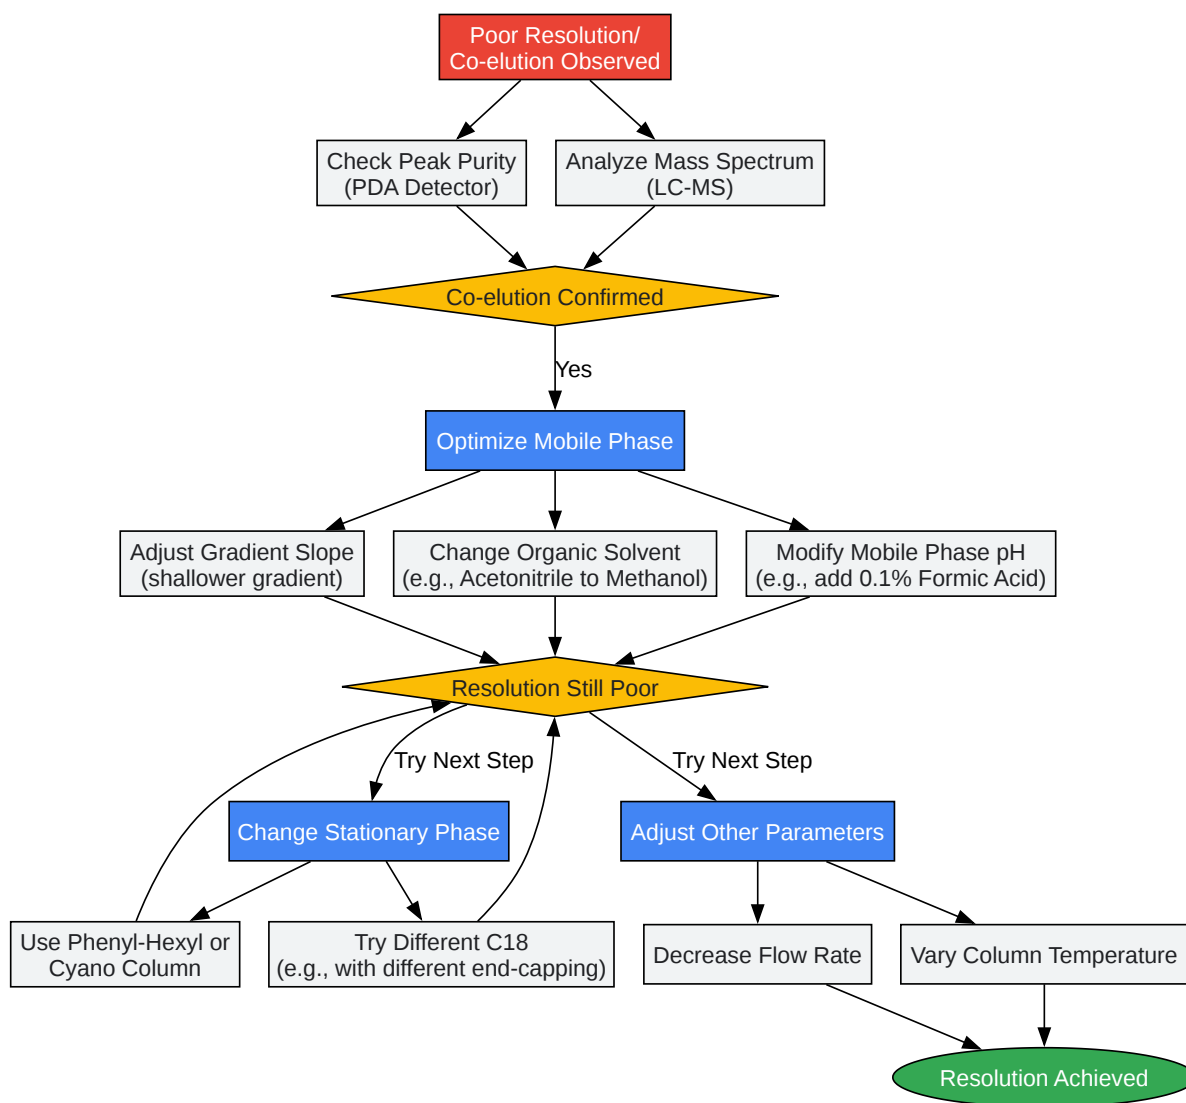 Poor Resolution/
Co-elution Observed
Check Peak Purity
(PDA Detector)
Analyze Mass Spectrum
(LC-MS)
Co-elution Confirmed
Yes
Optimize Mobile Phase
Adjust Gradient Slope
(shallower gradient)
Change Organic Solvent
(e.g., Acetonitrile to Methanol)
Modify Mobile Phase pH
(e.g., add 0.1% Formic Acid)
Resolution Still Poor
Try Next Step
Try Next Step
Change Stationary Phase
Adjust Other Parameters
Use Phenyl-Hexyl or
Cyano Column
Try Different C18
(e.g., with different end-capping)
Decrease Flow Rate
Vary Column Temperature
Resolution Achieved